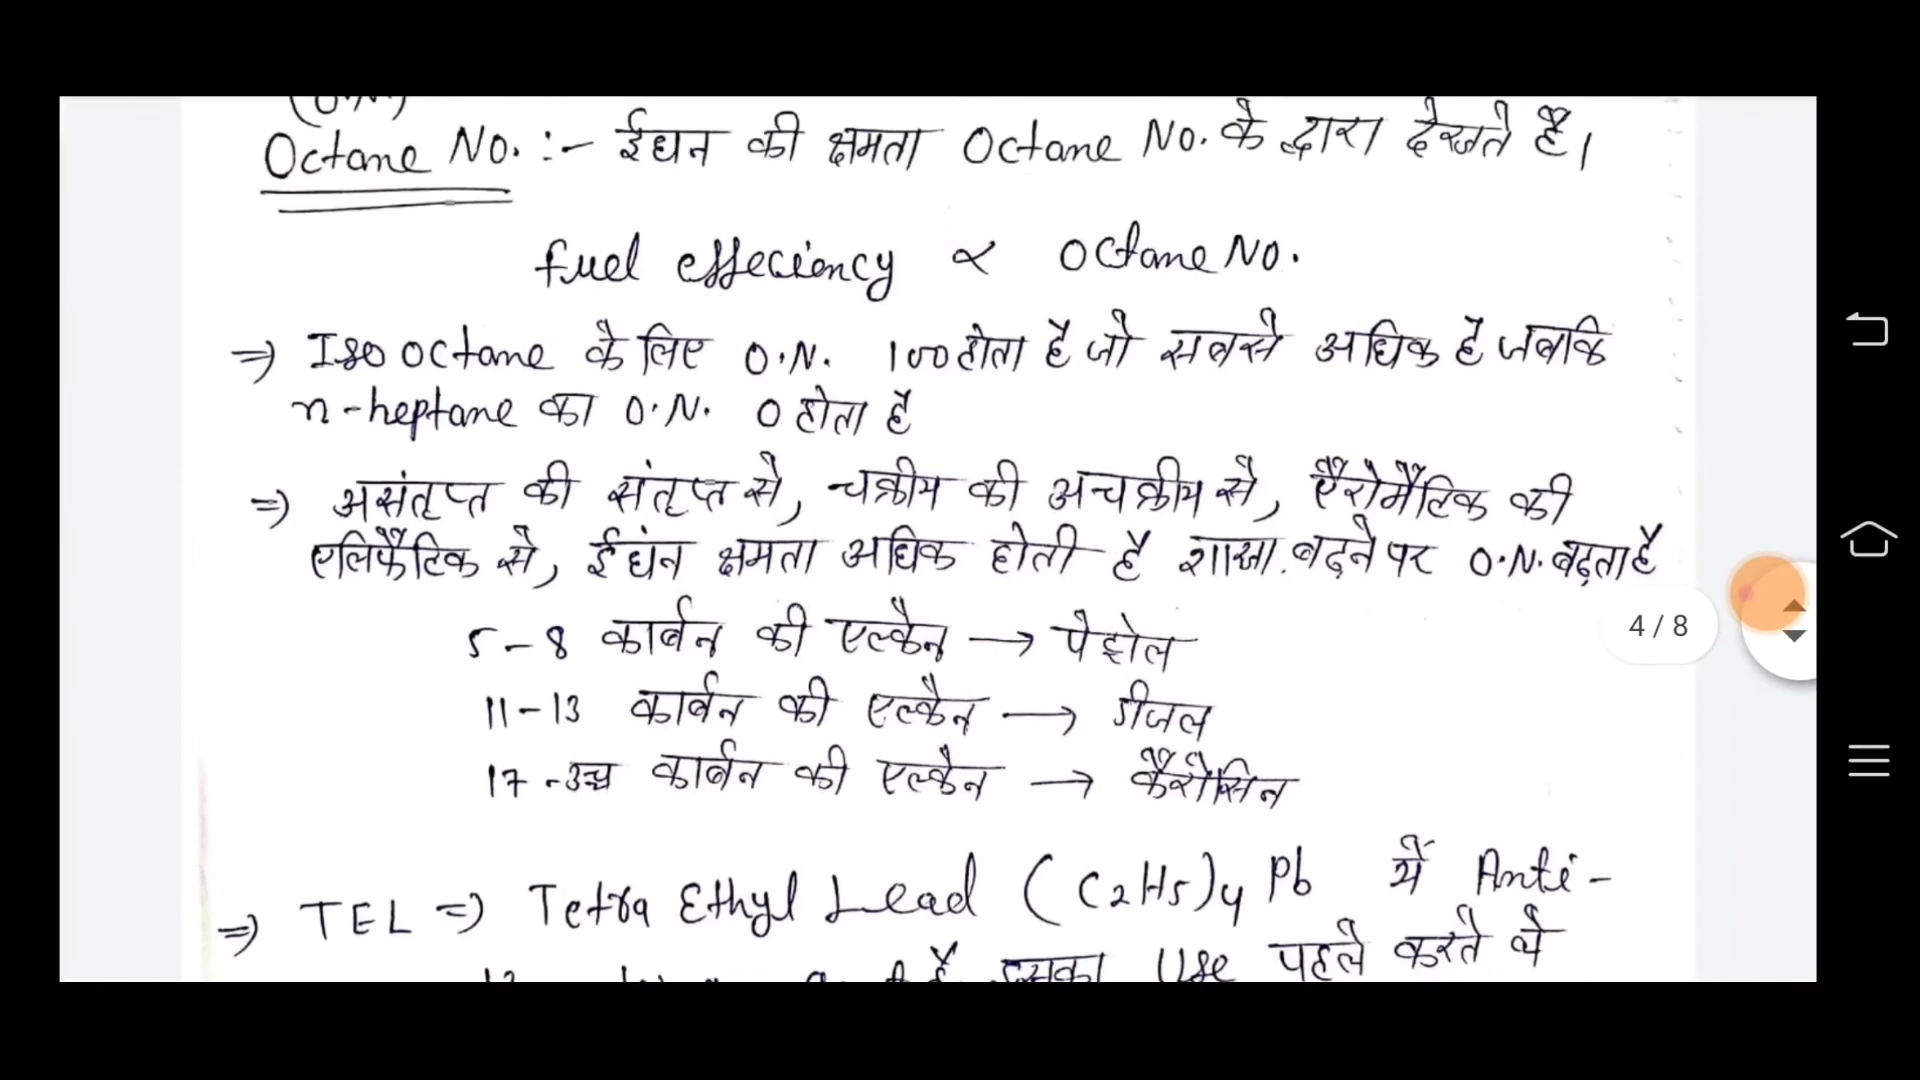 (O.N.)
Octane No. :- ईधन की क्षमता Octane No. के द्वारा देखते है।
fuel effeciency ∝ Octane No.
⇒ Iso octane के लिए O.N. 100 होता है जो सबसे अधिक है जबकि
n-heptane का O.N. 0 होता है
⇒ असंतृप्त की संतृप्त से, चक्रीय की अचक्रीय से, ऐरोमैटिक की
एलिफैटिक से, ईधंन क्षमता अधिक होती है शाखा. बढ़ने पर O.N. बढ़ता है
4 / 8
5-8 कार्बन की एल्केन → पेट्रोल
11-13 कार्बन की एल्केन → डीजल
17-उच्च कार्बन की एल्केन → कैरोसिन
⇒ TEL ⇒ Tetra Ethyl Lead (C2H5)4 Pb ये Anti-
है इसका Use पहले करते थे